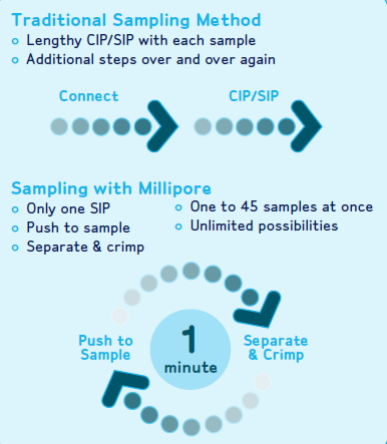 Traditional Sampling Method
Lengthy CIP/SIP with each sample
Additional steps over and over again
Connect
CIP/SIP
Sampling with Millipore
Only one SIP
Push to sample
Separate & crimp
One to 45 samples at once
Unlimited possibilities
Push to
Sample
1
minute
Separate
& Crimp